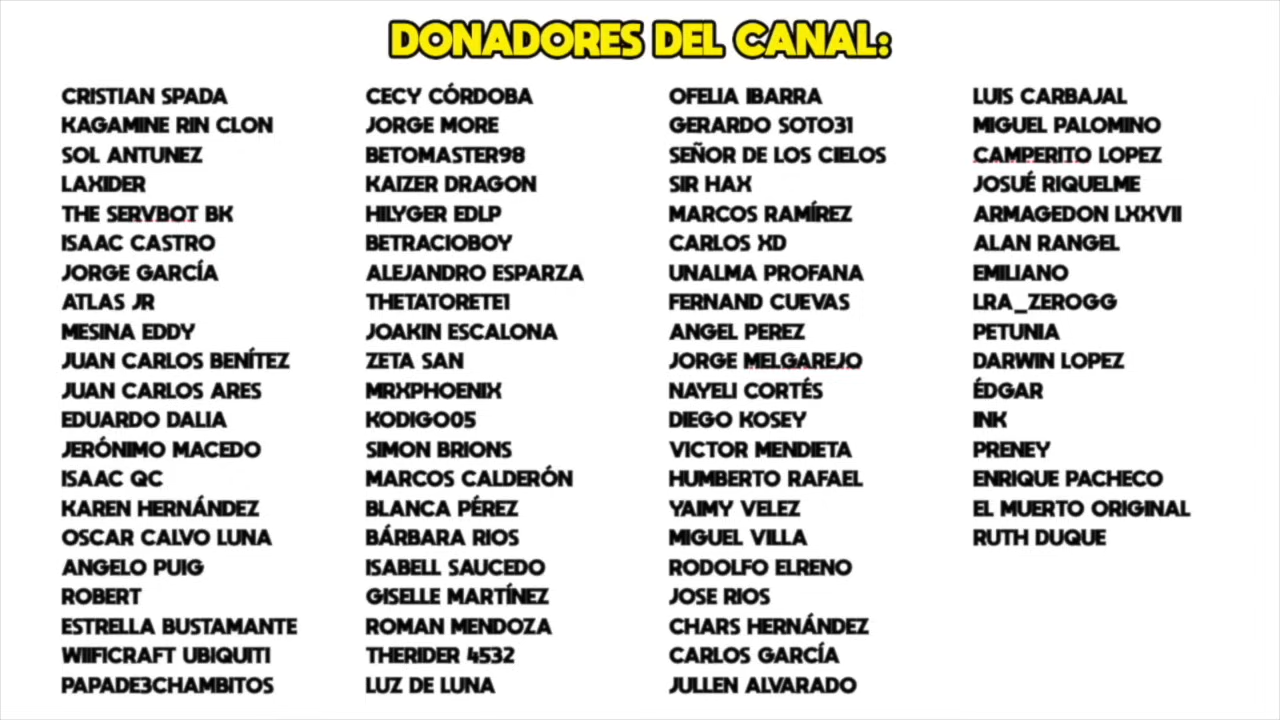 DONADORES DEL CANAL:
CRISTIAN SPADA
KAGAMINE RIN CLON
SOL ANTUNEZ
LAXIDER
THE SERVBOT BK
ISAAC CASTRO
JORGE GARCÍA
ATLAS JR
MESINA EDDY
JUAN CARLOS BENÍTEZ
JUAN CARLOS ARES
EDUARDO DALIA
JERÓNIMO MACEDO
ISAAC QC
KAREN HERNÁNDEZ
OSCAR CALVO LUNA
ANGELO PUIG
ROBERT
ESTRELLA BUSTAMANTE
WIIFICRAFT UBIQUITI
PAPADE3CHAMBITOS
CECY CÓRDOBA
JORGE MORE
BETOMASTER98
KAIZER DRAGON
HILYGER EDLP
BETRACIOBOY
ALEJANDRO ESPARZA
THETATORETE1
JOAKIN ESCALONA
ZETA SAN
MRXPHOENIX
KODIGO05
SIMON BRIONS
MARCOS CALDERÓN
BLANCA PÉREZ
BÁRBARA RIOS
ISABELL SAUCEDO
GISELLE MARTÍNEZ
ROMAN MENDOZA
THERIDER 4532
LUZ DE LUNA
OFELIA IBARRA
GERARDO SOTO31
SEÑOR DE LOS CIELOS
SIR HAX
MARCOS RAMÍREZ
CARLOS XD
UNALMA PROFANA
FERNAND CUEVAS
ANGEL PEREZ
JORGE MELGAREJO
NAYELI CORTÉS
DIEGO KOSEY
VICTOR MENDIETA
HUMBERTO RAFAEL
YAIMY VELEZ
MIGUEL VILLA
RODOLFO ELRENO
JOSE RIOS
CHARS HERNÁNDEZ
CARLOS GARCÍA
JULLEN ALVARADO
LUIS CARBAJAL
MIGUEL PALOMINO
CAMPERITO LOPEZ
JOSUÉ RIQUELME
ARMAGEDON LXXVII
ALAN RANGEL
EMILIANO
LRA_ZEROGG
PETUNIA
DARWIN LOPEZ
ÉDGAR
INK
PRENEY
ENRIQUE PACHECO
EL MUERTO ORIGINAL
RUTH DUQUE